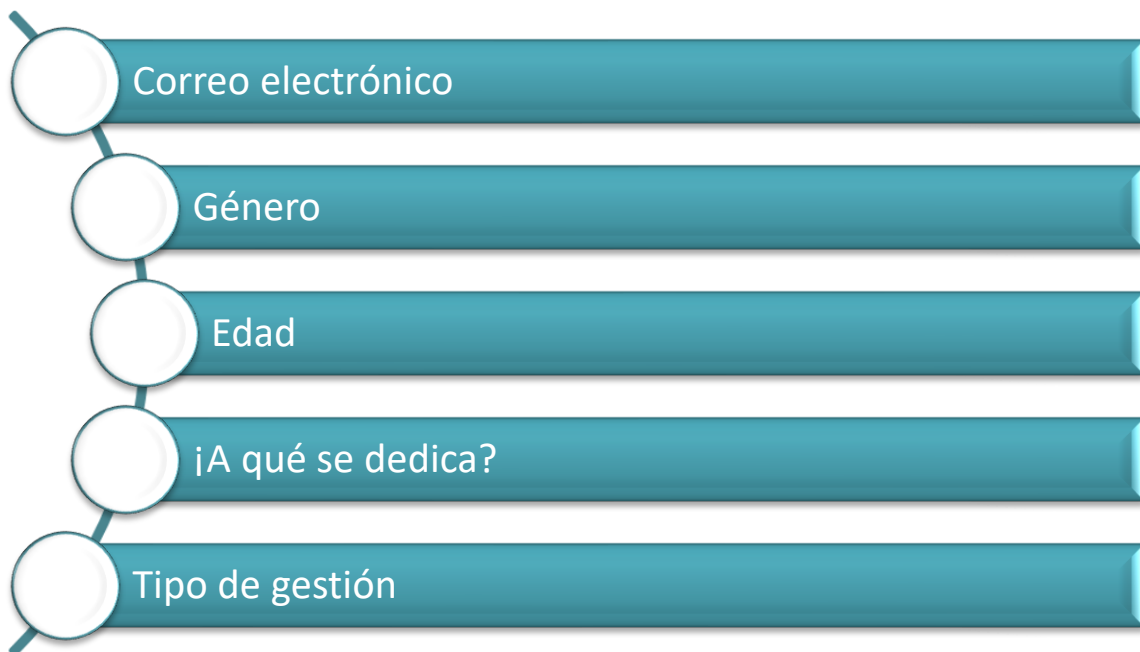 Correo electrónico
Género
Edad
¡A qué se dedica?
Tipo de gestión